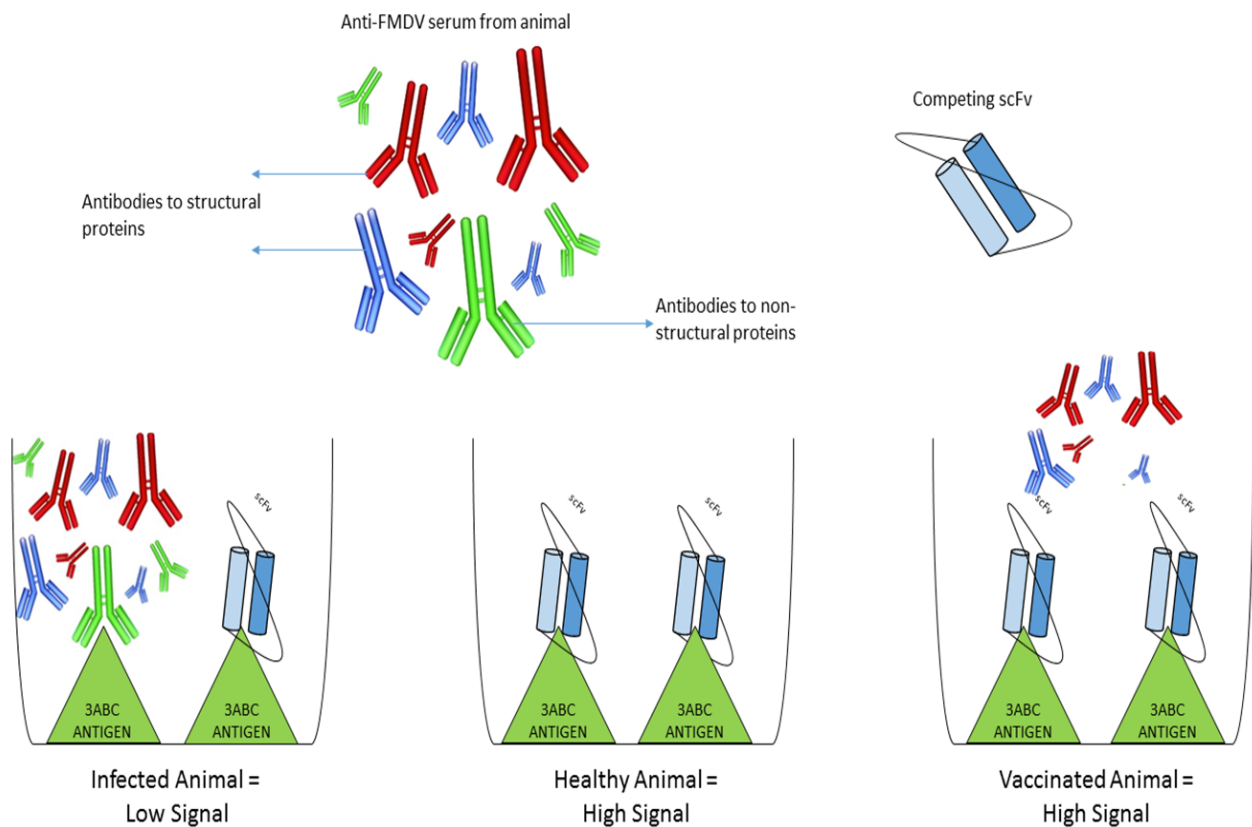 Anti-FMDV serum from animal
Competing scFv
Antibodies to structural
proteins
Antibodies to non-
structural proteins
scFv
3ABC
ANTIGEN
3ABC
ANTIGEN
Infected Animal =
Low Signal
scFv
scFv
3ABC
ANTIGEN
3ABC
ANTIGEN
Healthy Animal =
High Signal
scFv
scFv
3ABC
ANTIGEN
3ABC
ANTIGEN
Vaccinated Animal =
High Signal